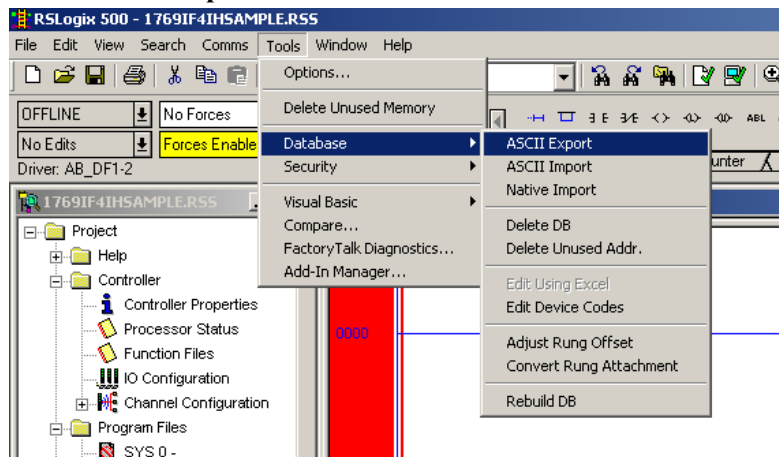 RSLogix 500 - 1769IF4IHSAMPLE.RSS
File Edit View Search Comms Tools Window Help
OFFLINE No Forces
No Edits Forces Enable
Driver: AB_DF1-2
ABL
Options...
Delete Unused Memory
Database
Security
Visual Basic
Compare...
FactoryTalk Diagnostics...
Add-In Manager...
ASCII Export
ASCII Import
Native Import
Delete DB
Delete Unused Addr.
Edit Using Excel
Edit Device Codes
Adjust Rung Offset
Convert Rung Attachment
Rebuild DB
unter
1769IF4IHSAMPLE.RSS
Project
Help
Controller
Controller Properties
Processor Status
Function Files
IO Configuration
Channel Configuration
Program Files
SYS 0 -
0000